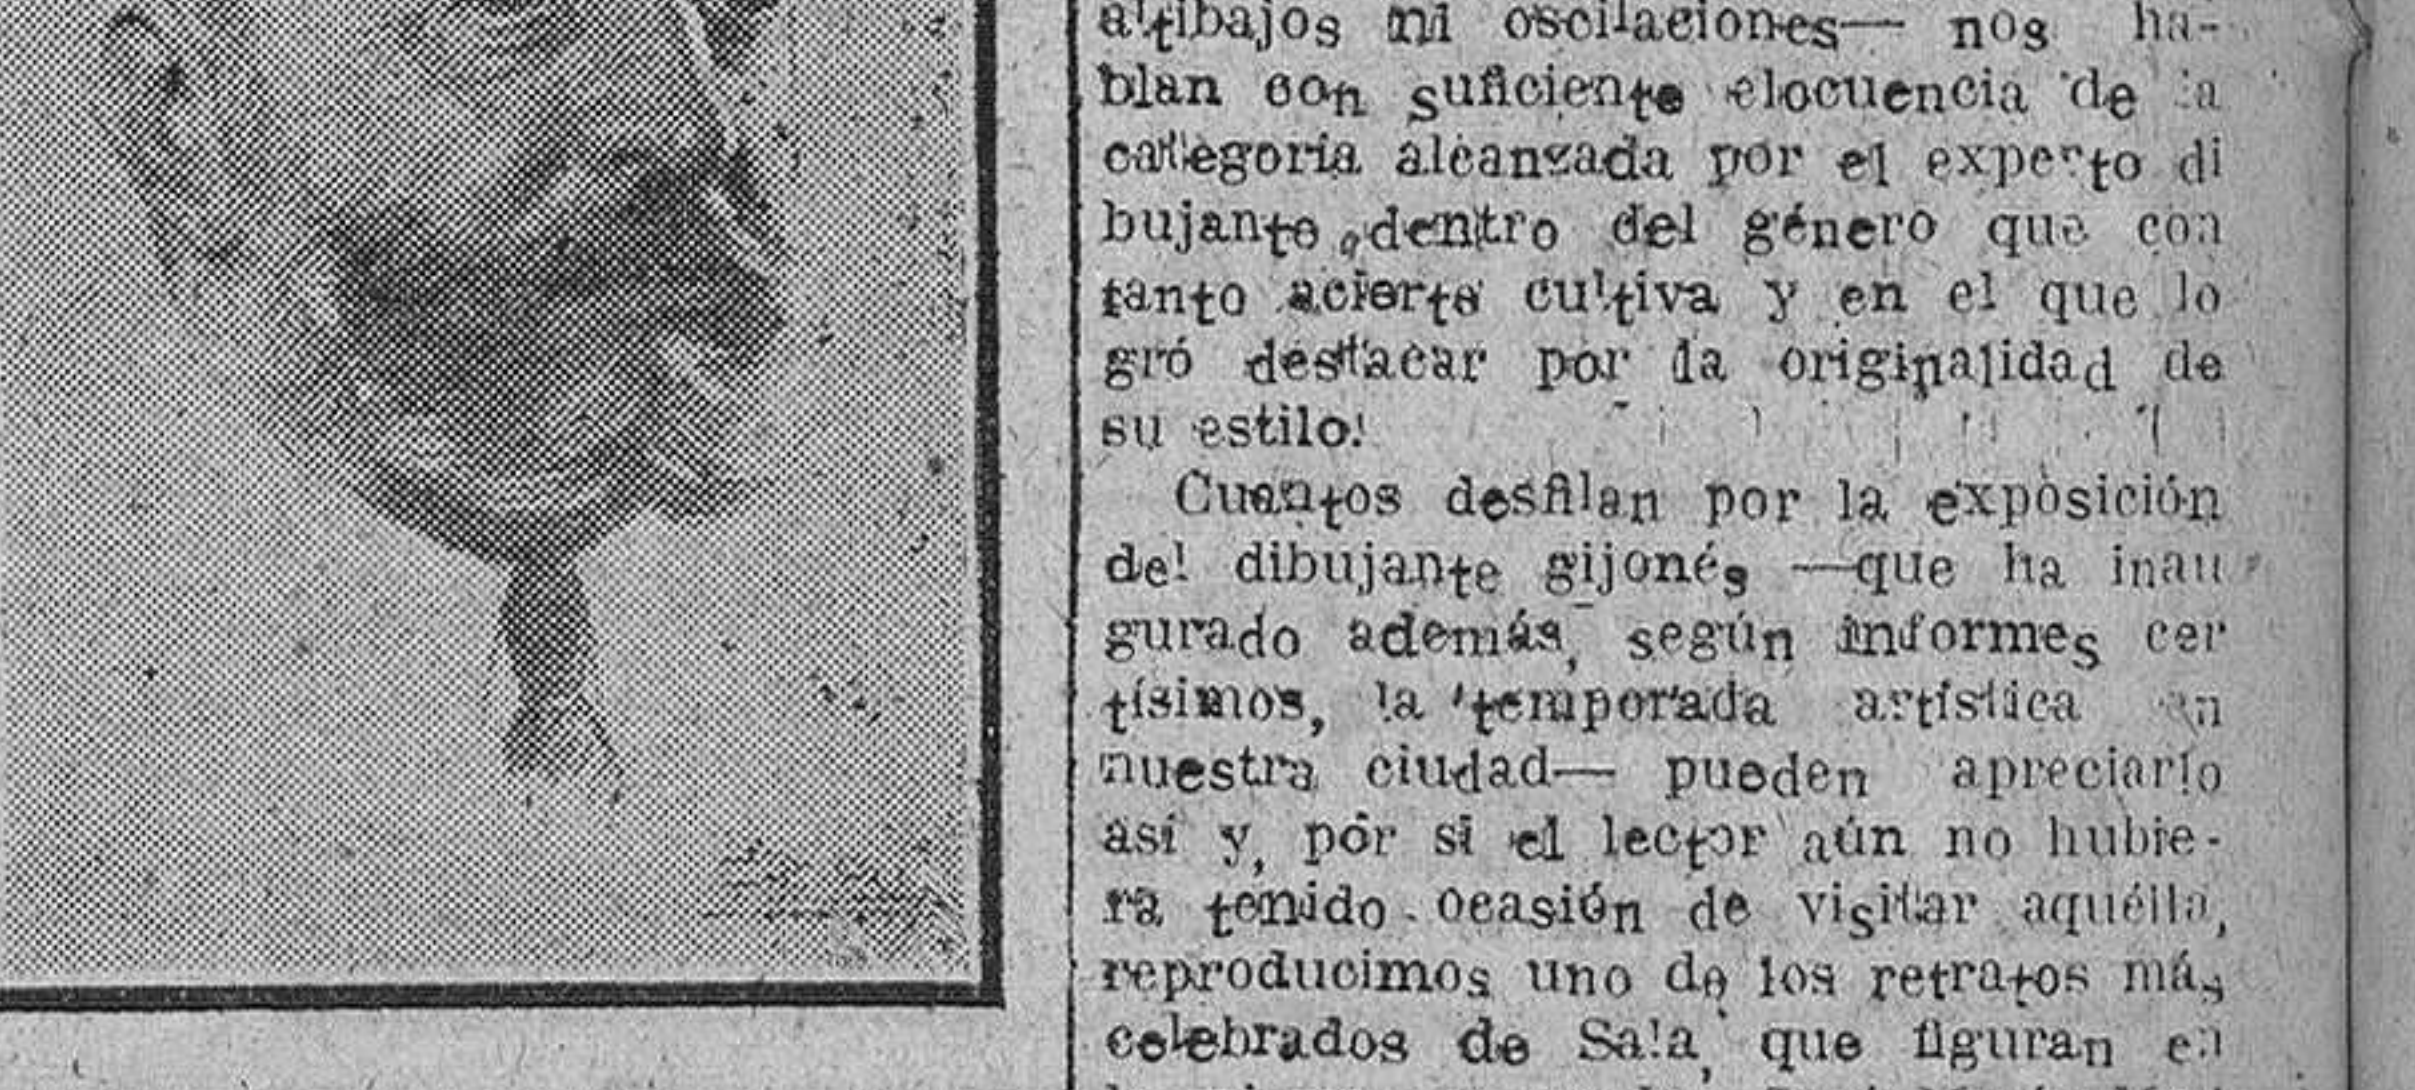 altibajos ni oscilaciones— nos ha-
blan con suficiente elocuencia de la
categoría alcanzada por el experto di
bujante dentro del género que con
tanto acierto cultiva y en el que lo
gró destacar por la originalidad de
su estilo.
Cuantos desfilan por la exposición
del dibujante gijonés —que ha inau
gurado además, según informes cer
tísimos, la temporada artística en
nuestra ciudad— pueden apreciarlo
así y, por si el lector aún no hubie-
ra tenido ocasión de visitar aquélla,
reproducimos uno de los retratos más
celebrados de Sala, que figuran en